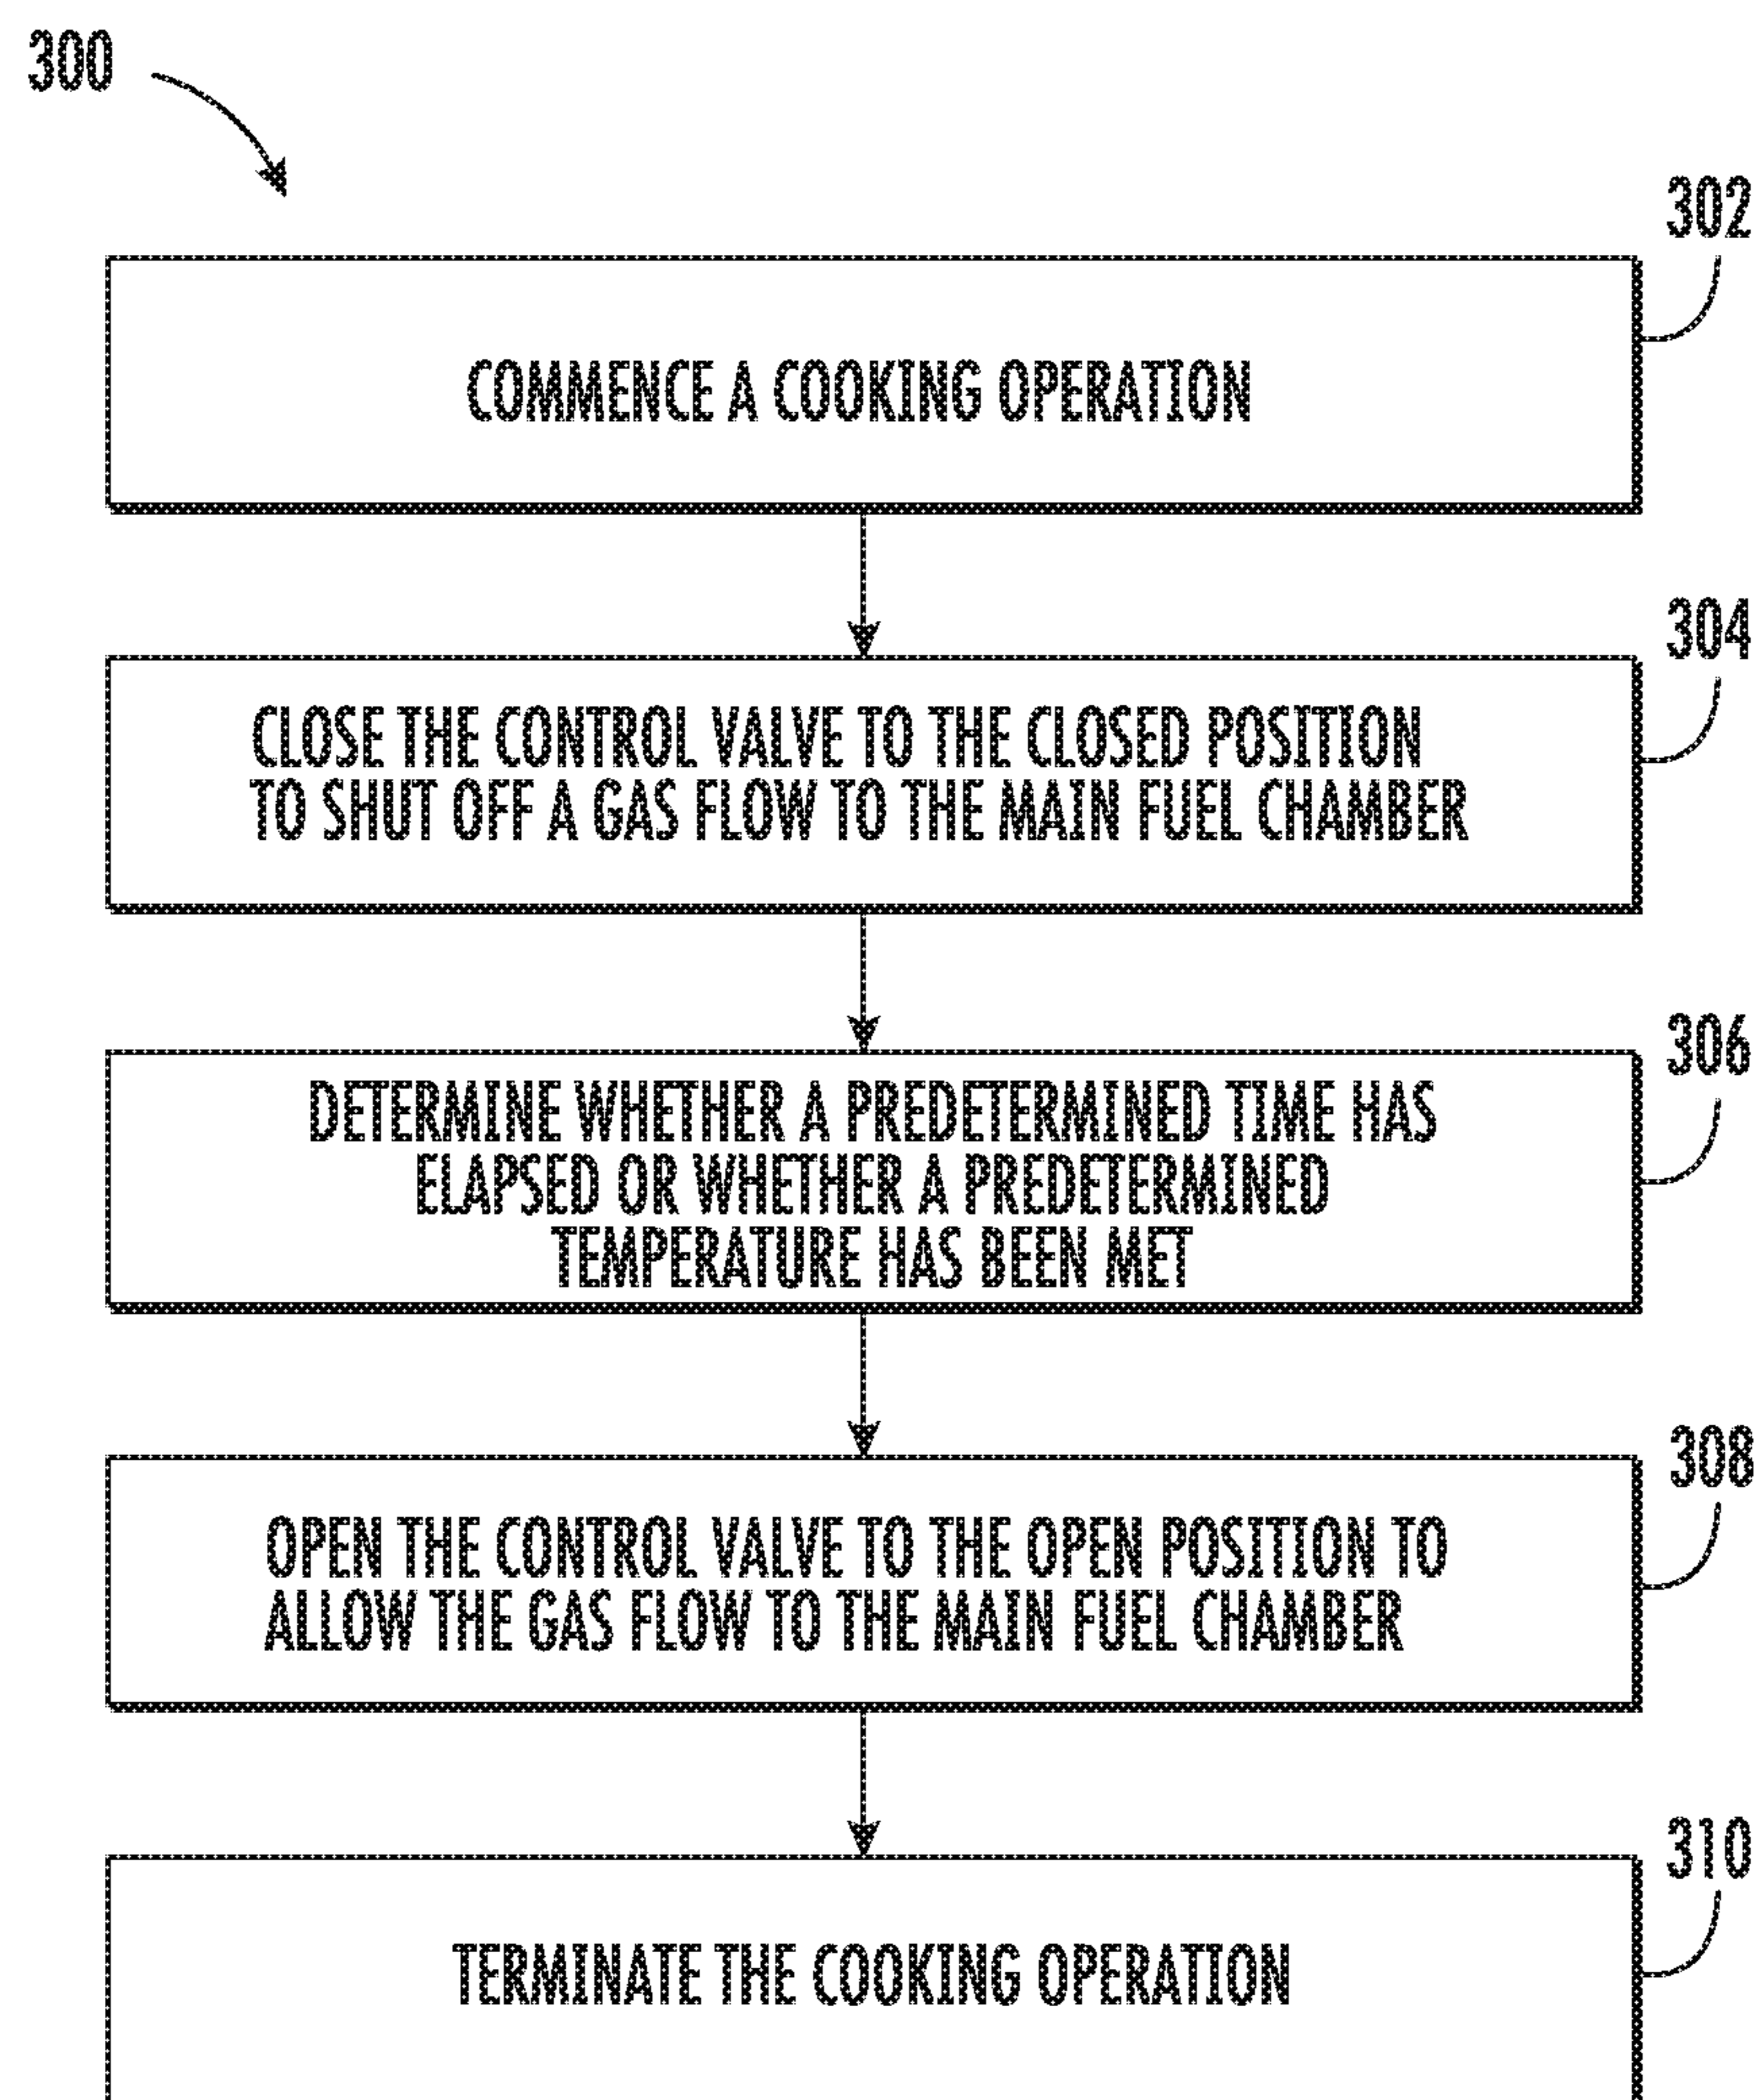 300
302
COMMENCE A COOKING OPERATION
304
CLOSE THE CONTROL VALVE TO THE CLOSED POSITION
TO SHUT OFF A GAS FLOW TO THE MAIN FUEL CHAMBER
306
DETERMINE WHETHER A PREDETERMINED TIME HAS
ELAPSED OR WHETHER A PREDETERMINED
TEMPERATURE HAS BEEN MET
308
OPEN THE CONTROL VALVE TO THE OPEN POSITION TO
ALLOW THE GAS FLOW TO THE MAIN FUEL CHAMBER
310
TERMINATE THE COOKING OPERATION